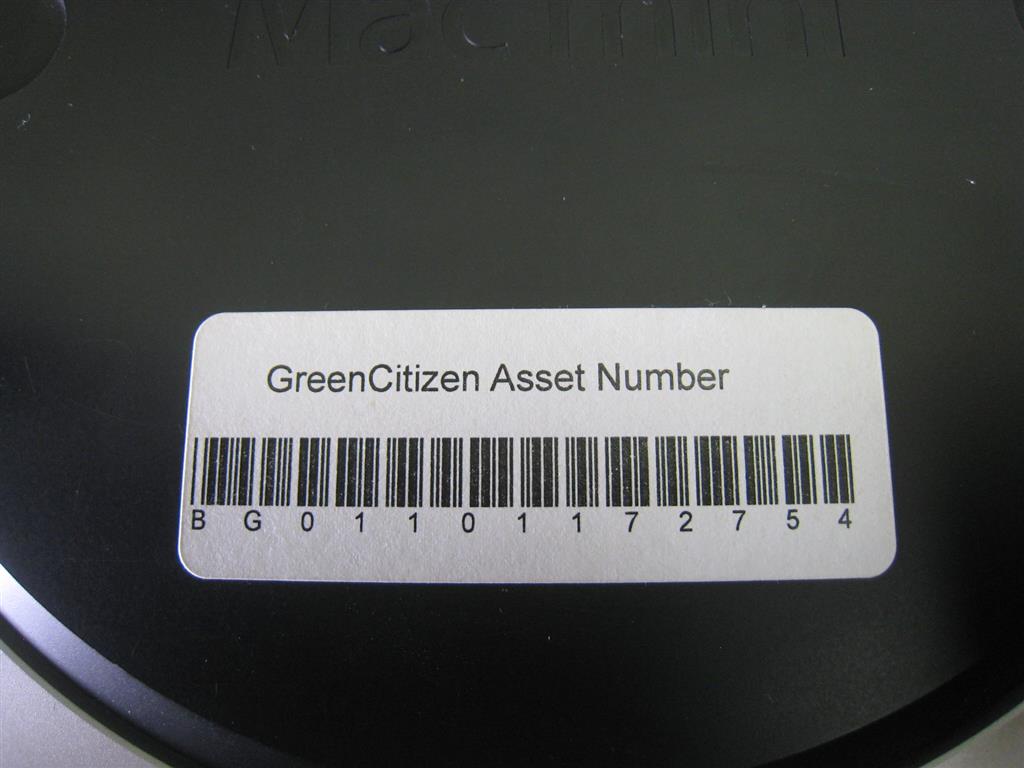 Mac mini
GreenCitizen Asset Number
B G 0 1 1 0 1 1 7 2 7 5 4